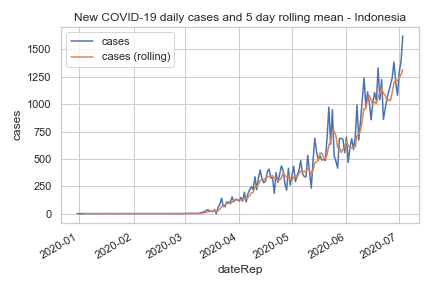 New COVID-19 daily cases and 5 day rolling mean - Indonesia
cases
cases (rolling)
1500
1250
1000
750
500
250
0
cases
2020-01
2020-02
2020-03
2020-04
2020-05
2020-06
2020-07
dateRep